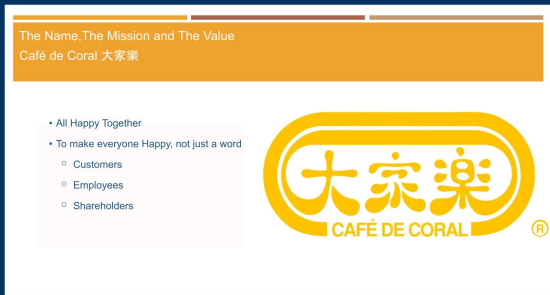 The Name,The Mission and The Value
Café de Coral 大家樂
• All Happy Together
• To make everyone Happy, not just a word
○ Customers
○ Employees
○ Shareholders
大家樂
CAFÉ DE CORAL
®